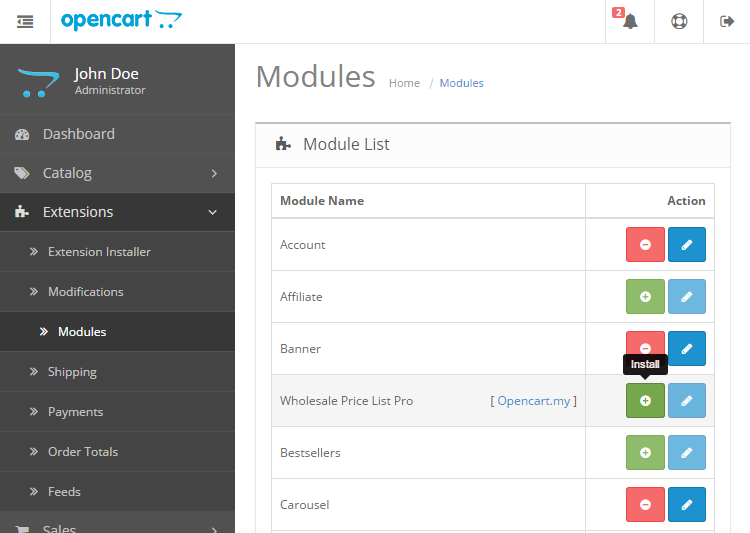 opencart
2
John Doe
Administrator
Modules
Home / Modules
Dashboard
Catalog
Extensions
Extension Installer
Modifications
Modules
Shipping
Payments
Order Totals
Feeds
Sales
Module List
Module Name Action
Account
Affiliate
Banner
Install
Wholesale Price List Pro [ Opencart.my ]
Bestsellers
Carousel